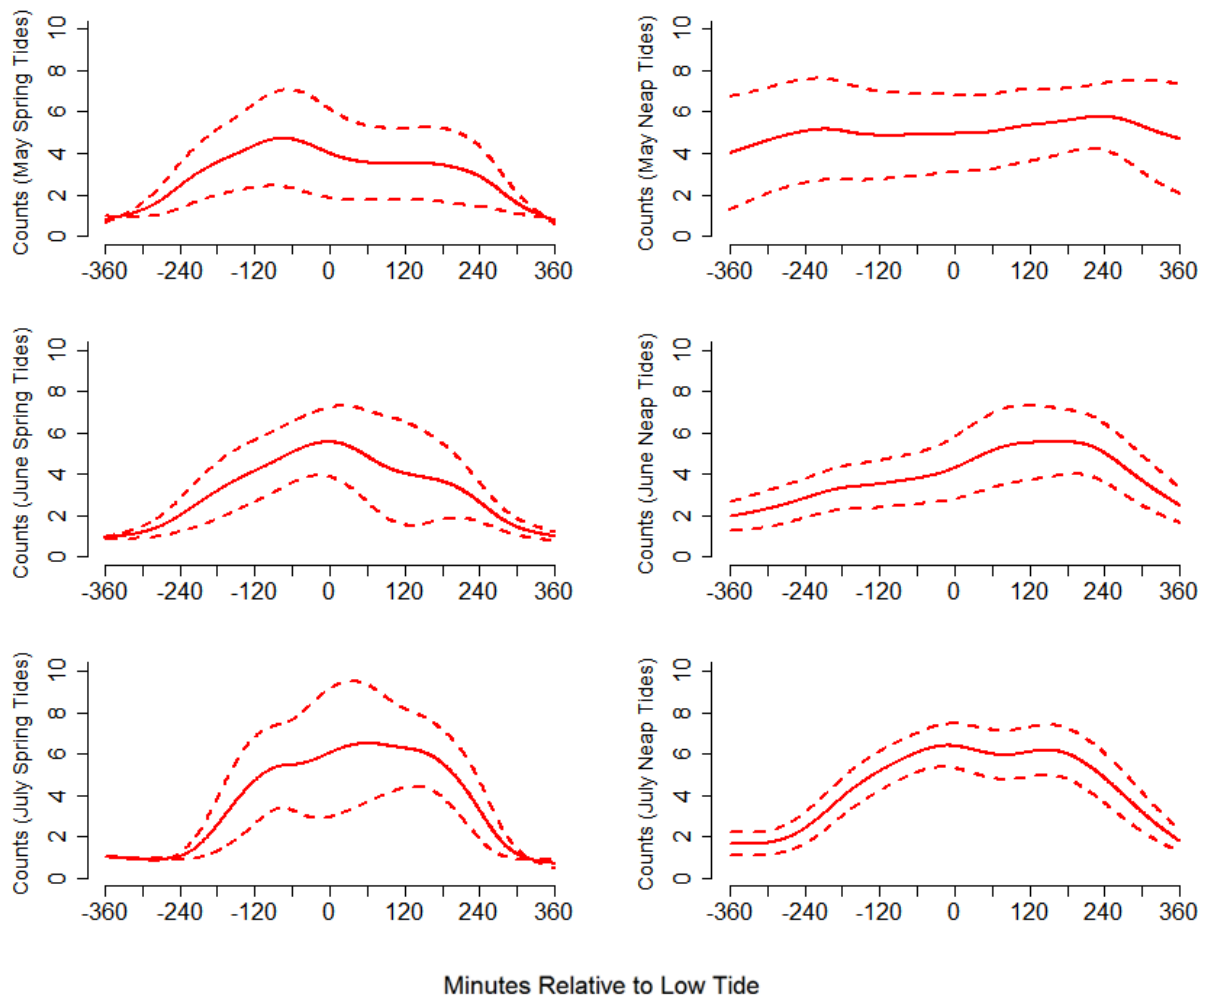 Counts (May Spring Tides)
0 2 4 6 8 10
-360 -240 -120 0 120 240 360
Counts (May Neap Tides)
0 2 4 6 8 10
-360 -240 -120 0 120 240 360
Counts (June Spring Tides)
0 2 4 6 8 10
-360 -240 -120 0 120 240 360
Counts (June Neap Tides)
0 2 4 6 8 10
-360 -240 -120 0 120 240 360
Counts (July Spring Tides)
0 2 4 6 8 10
-360 -240 -120 0 120 240 360
Counts (July Neap Tides)
0 2 4 6 8 10
-360 -240 -120 0 120 240 360
Minutes Relative to Low Tide